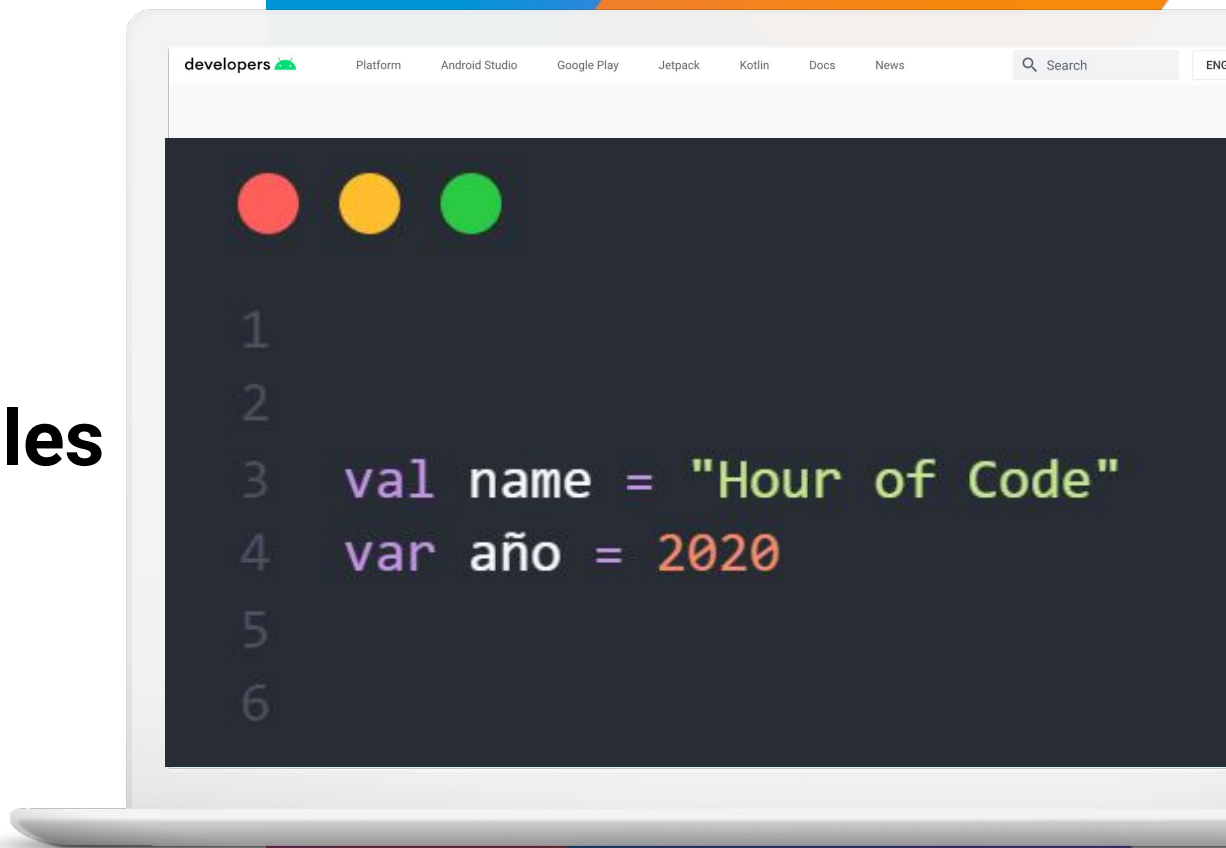 developers Platform Android Studio Google Play Jetpack Kotlin Docs News Search ENG
les
1
2
3 val name = "Hour of Code"
4 var año = 2020
5
6